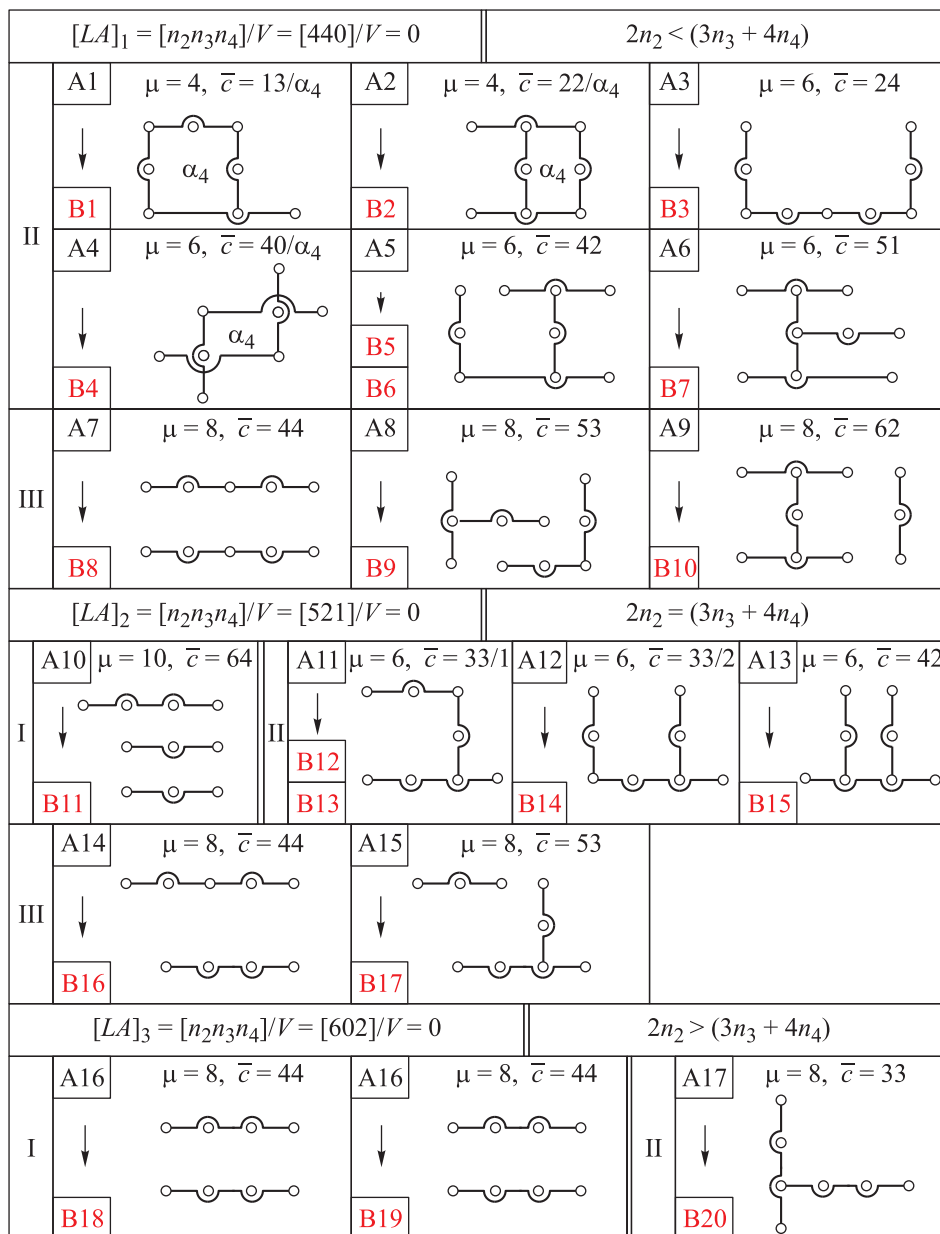 [LA]₁ = [n₂n₃n₄]/V = [440]/V = 0 2n₂ < (3n₃ + 4n₄)
II
A1 μ = 4, c̅ = 13/α₄
α₄
B1
A2 μ = 4, c̅ = 22/α₄
α₄
B2
A3 μ = 6, c̅ = 24
B3
A4 μ = 6, c̅ = 40/α₄
α₄
B4
A5 μ = 6, c̅ = 42
B5
B6
A6 μ = 6, c̅ = 51
B7
III
A7 μ = 8, c̅ = 44
B8
A8 μ = 8, c̅ = 53
B9
A9 μ = 8, c̅ = 62
B10
[LA]₂ = [n₂n₃n₄]/V = [521]/V = 0 2n₂ = (3n₃ + 4n₄)
I
A10 μ = 10, c̅ = 64
B11
II
A11 μ = 6, c̅ = 33/1
B12
B13
A12 μ = 6, c̅ = 33/2
B14
A13 μ = 6, c̅ = 42
B15
III
A14 μ = 8, c̅ = 44
B16
A15 μ = 8, c̅ = 53
B17
[LA]₃ = [n₂n₃n₄]/V = [602]/V = 0 2n₂ > (3n₃ + 4n₄)
I
A16 μ = 8, c̅ = 44
B18
A16 μ = 8, c̅ = 44
B19
II
A17 μ = 8, c̅ = 33
B20